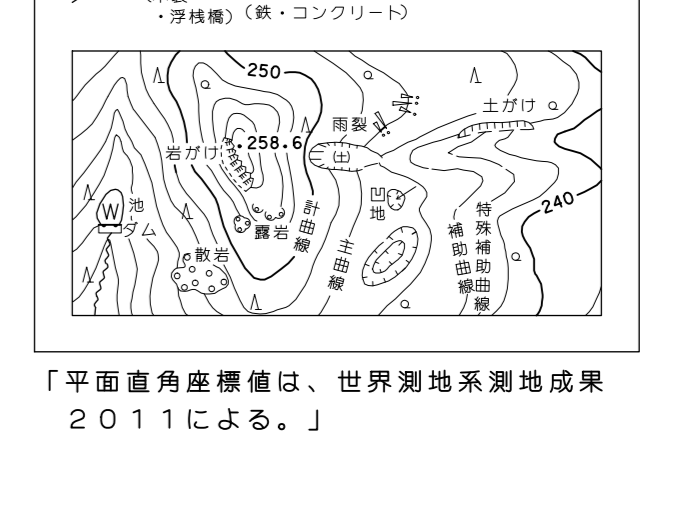 ・浮桟橋)(鉄・コンクリート)
250
土がけ
雨裂
258.6
(土)
岩がけ
凹地
池
W
ダム
計曲線
露岩
主曲線
補助曲線
特殊補助曲線
240
散岩
「平面直角座標値は、世界測地系測地成果
2011による。」